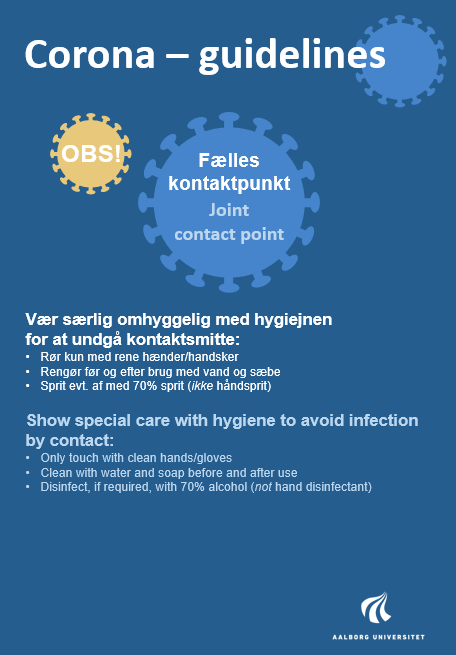 Corona – guidelines
OBS!
Fælles
kontaktpunkt
Joint
contact point
Vær særlig omhyggelig med hygiejnen
for at undgå kontaktsmitte:
• Rør kun med rene hænder/handsker
• Rengør før og efter brug med vand og sæbe
• Sprit evt. af med 70% sprit (ikke håndsprit)
Show special care with hygiene to avoid infection
by contact:
• Only touch with clean hands/gloves
• Clean with water and soap before and after use
• Disinfect, if required, with 70% alcohol (not hand disinfectant)
AALBORG UNIVERSITET